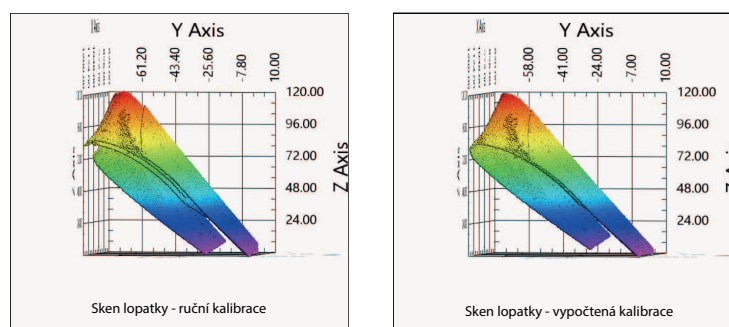 Y Axis
-61.20 -43.40 -25.60 -7.80 10.00
120.00
96.00
72.00
48.00
24.00
Z Axis
Sken lopatky - ruční kalibrace
Y Axis
-58.00 -41.00 -24.00 -7.00 10.00
120.00
96.00
72.00
48.00
24.00
Sken lopatky - vypočtená kalibrace